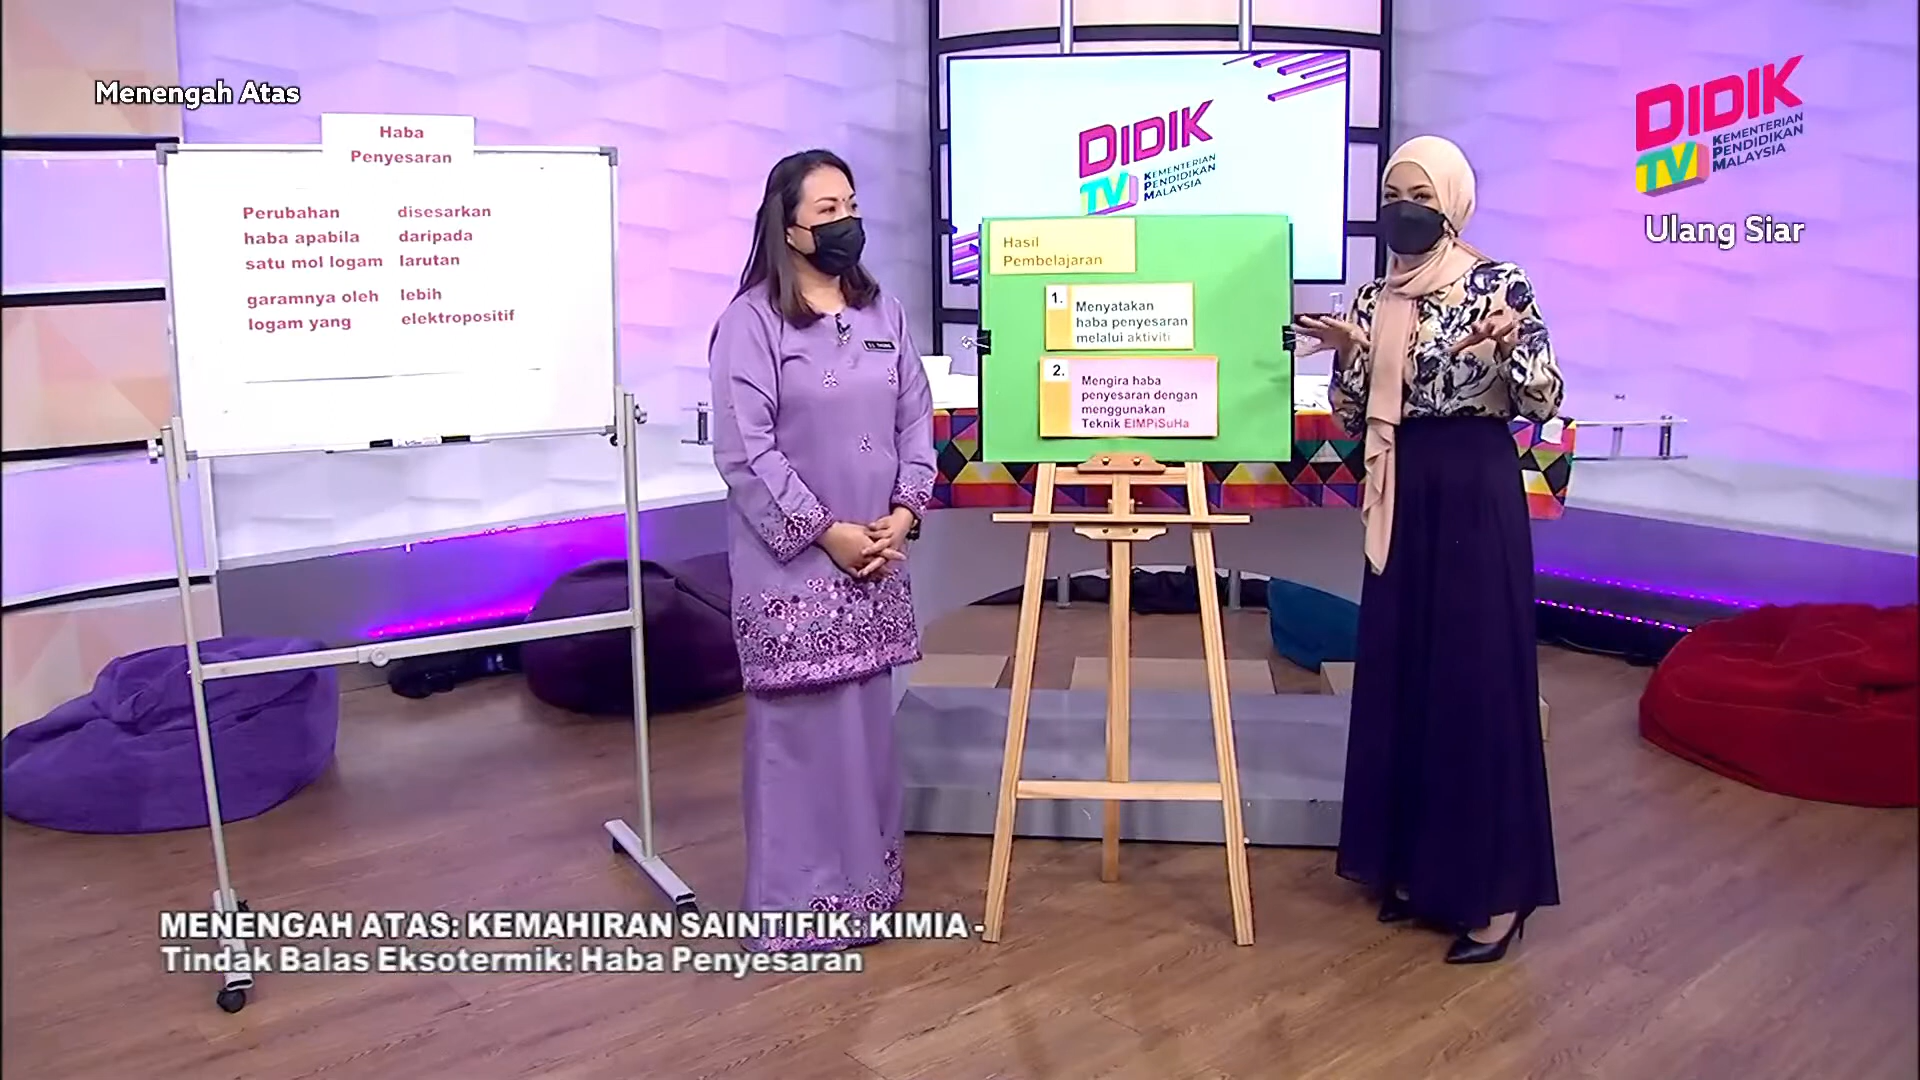 Menengah Atas
Haba
Penyesaran
Perubahan disesarkan
haba apabila daripada
satu mol logam larutan
garamnya oleh lebih
logam yang elektropositif
DIDIK
TV KEMENTERIAN
PENDIDIKAN
MALAYSIA
Hasil
Pembelajaran
1. Menyatakan
haba penyesaran
melalui aktiviti
2. Mengira haba
penyesaran dengan
menggunakan
Teknik EIMPiSuHa
DIDIK
TV KEMENTERIAN
PENDIDIKAN
MALAYSIA
Ulang Siar
MENENGAH ATAS: KEMAHIRAN SAINTIFIK: KIMIA -
Tindak Balas Eksotermik: Haba Penyesaran